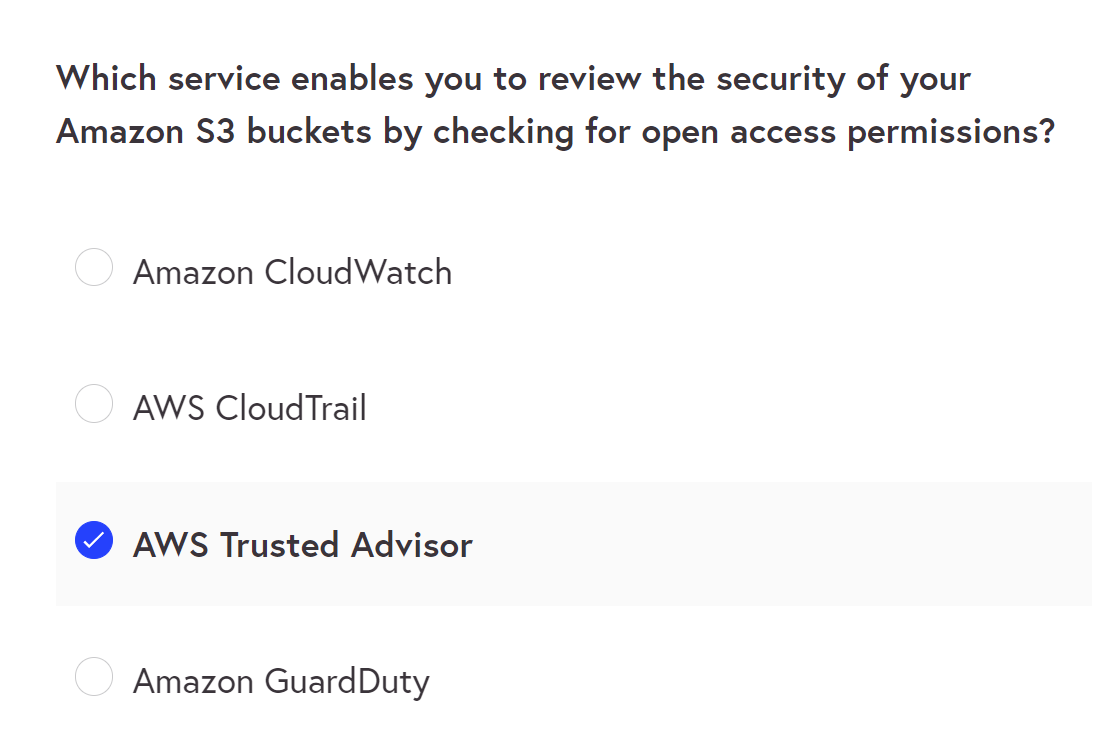 Which service enables you to review the security of your
Amazon S3 buckets by checking for open access permissions?
Amazon CloudWatch
AWS CloudTrail
AWS Trusted Advisor
Amazon GuardDuty